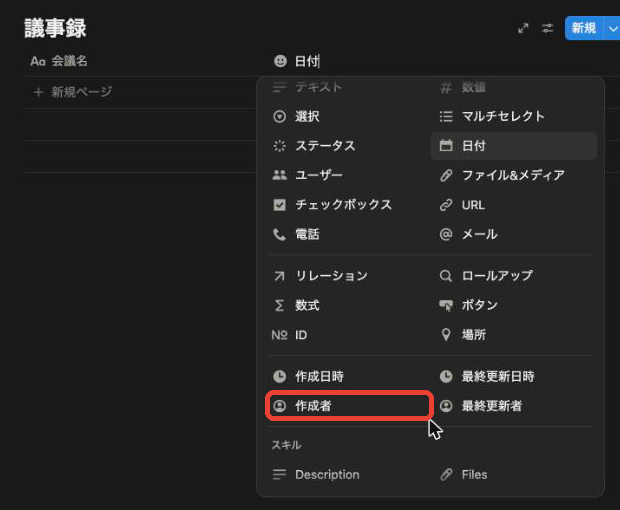 議事録
新規
Aa 会議名
日付
+ 新規ページ
テキスト
# 数値
選択
マルチセレクト
ステータス
日付
ユーザー
ファイル&メディア
チェックボックス
URL
電話
@ メール
リレーション
ロールアップ
Σ 数式
ボタン
№ ID
場所
作成日時
最終更新日時
作成者
最終更新者
スキル
Description
Files